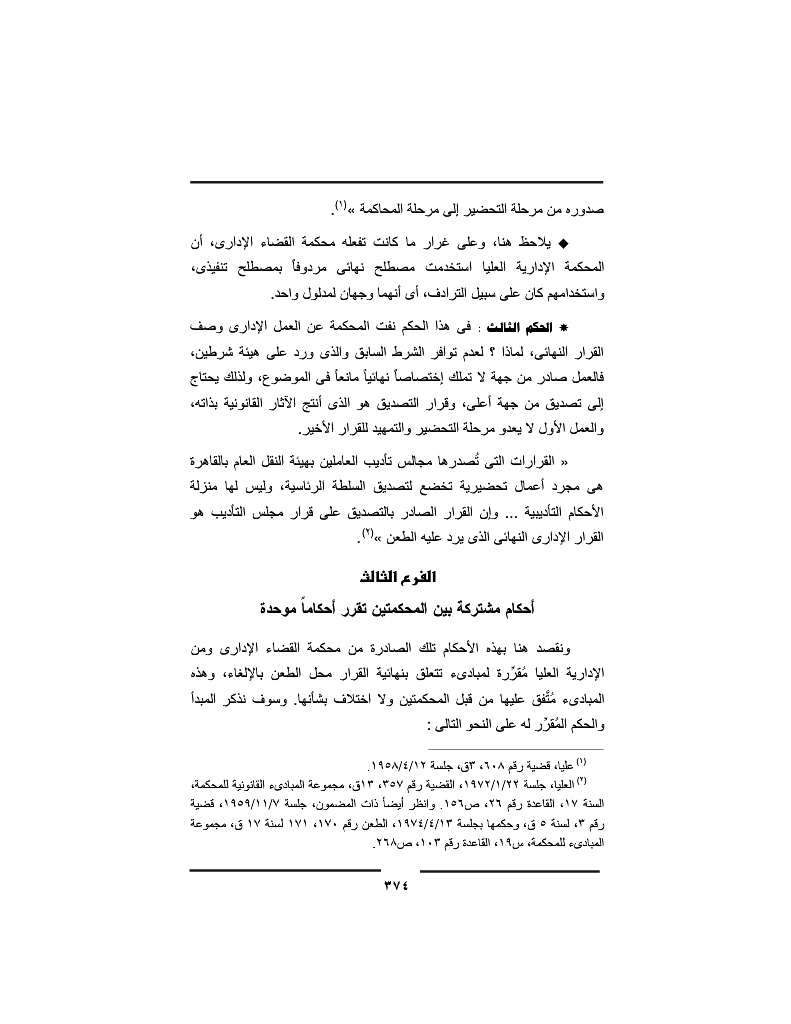 صدوره من مرحلة التحضير إلى مرحلة المحاكمة »(١).
◆ يلاحظ هنا، وعلى غرار ما كانت تفعله محكمة القضاء الإدارى، أن
المحكمة الإدارية العليا استخدمت مصطلح نهائى مردوفاً بمصطلح تنفيذى،
واستخدامهم كان على سبيل الترادف، أى أنهما وجهان لمدلول واحد.
* الحكم الثالث : فى هذا الحكم نفت المحكمة عن العمل الإدارى وصف
القرار النهائى، لماذا ؟ لعدم توافر الشرط السابق والذى ورد على هيئة شرطين،
فالعمل صادر من جهة لا تملك إختصاصاً نهائياً مانعاً فى الموضوع، ولذلك يحتاج
إلى تصديق من جهة أعلى، وقرار التصديق هو الذى أنتج الآثار القانونية بذاته،
والعمل الأول لا يعدو مرحلة التحضير والتمهيد للقرار الأخير.
« القرارات التى تُصدرها مجالس تأديب العاملين بهيئة النقل العام بالقاهرة
هى مجرد أعمال تحضيرية تخضع لتصديق السلطة الرئاسية، وليس لها منزلة
الأحكام التأديبية ... وإن القرار الصادر بالتصديق على قرار مجلس التأديب هو
القرار الإدارى النهائى الذى يرد عليه الطعن »(٢).
الفرع الثالث
أحكام مشتركة بين المحكمتين تقرر أحكاماً موحدة
ونقصد هنا بهذه الأحكام تلك الصادرة من محكمة القضاء الإدارى ومن
الإدارية العليا مُقرِّرة لمبادىء تتعلق بنهائية القرار محل الطعن بالإلغاء، وهذه
المبادىء مُتَّفق عليها من قبل المحكمتين ولا اختلاف بشأنها. وسوف نذكر المبدأ
والحكم المُقرِّر له على النحو التالى :
(١) عليا، قضية رقم ٦٠٨، ٣ق، جلسة ١٩٥٨/٤/١٢.
(٢) العليا، جلسة ١٩٧٢/١/٢٢، القضية رقم ٣٥٧، ١٣ق، مجموعة المبادىء القانونية للمحكمة،
السنة ١٧، القاعدة رقم ٢٦، ص١٥٦. وانظر أيضاً ذات المضمون، جلسة ١٩٥٩/١١/٧، قضية
رقم ٣، لسنة ٥ ق، وحكمها بجلسة ١٩٧٤/٤/١٣، الطعن رقم ١٧٠، ١٧١ لسنة ١٧ ق، مجموعة
المبادىء للمحكمة، س١٩، القاعدة رقم ١٠٣، ص٢٦٨.
٣٧٤